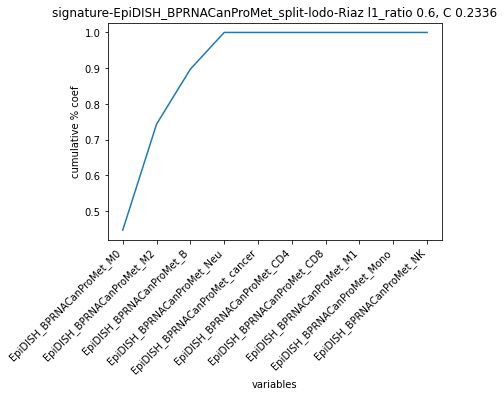 signature-EpiDISH_BPRNACanProMet_split-lodo-Riaz l1_ratio 0.6, C 0.2336
cumulative % coef
1.0
0.9
0.8
0.7
0.6
0.5
EpiDISH_BPRNACanProMet_M0
EpiDISH_BPRNACanProMet_M2
EpiDISH_BPRNACanProMet_B
EpiDISH_BPRNACanProMet_Neu
EpiDISH_BPRNACanProMet_cancer
EpiDISH_BPRNACanProMet_CD4
EpiDISH_BPRNACanProMet_CD8
EpiDISH_BPRNACanProMet_M1
EpiDISH_BPRNACanProMet_Mono
EpiDISH_BPRNACanProMet_NK
variables